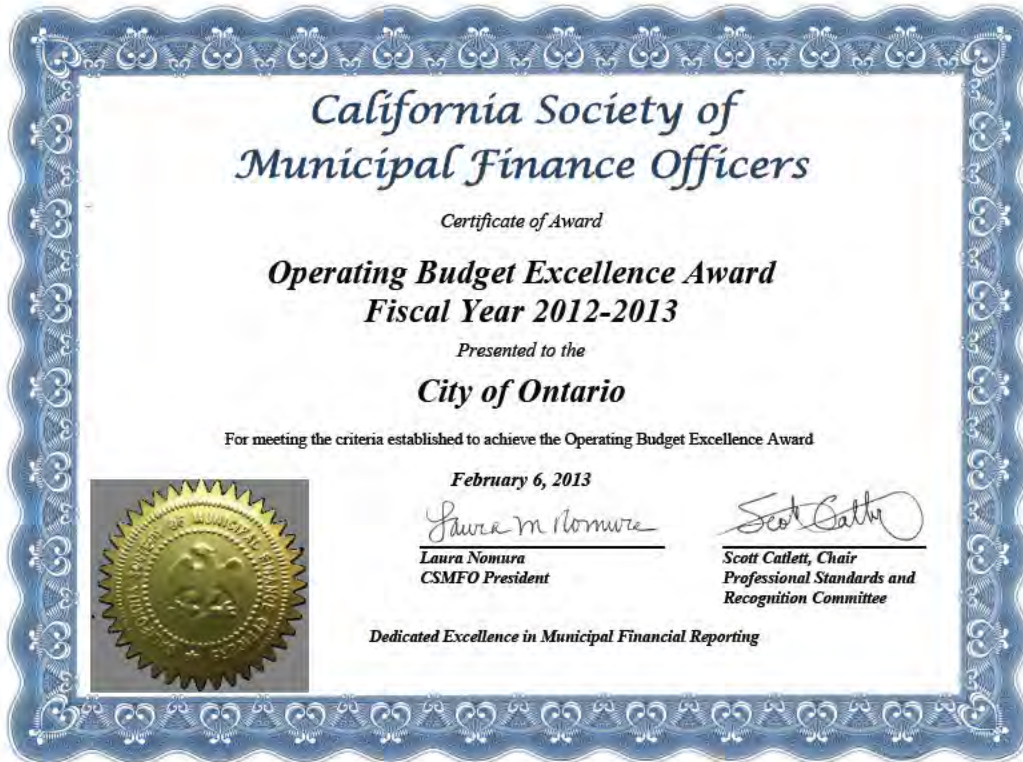 California Society of
Municipal Finance Officers
Certificate of Award
Operating Budget Excellence Award
Fiscal Year 2012-2013
Presented to the
City of Ontario
For meeting the criteria established to achieve the Operating Budget Excellence Award
February 6, 2013
Laura M Nomura
Laura Nomura
CSMFO President
Scott Catlett, Chair
Professional Standards and
Recognition Committee
Dedicated Excellence in Municipal Financial Reporting